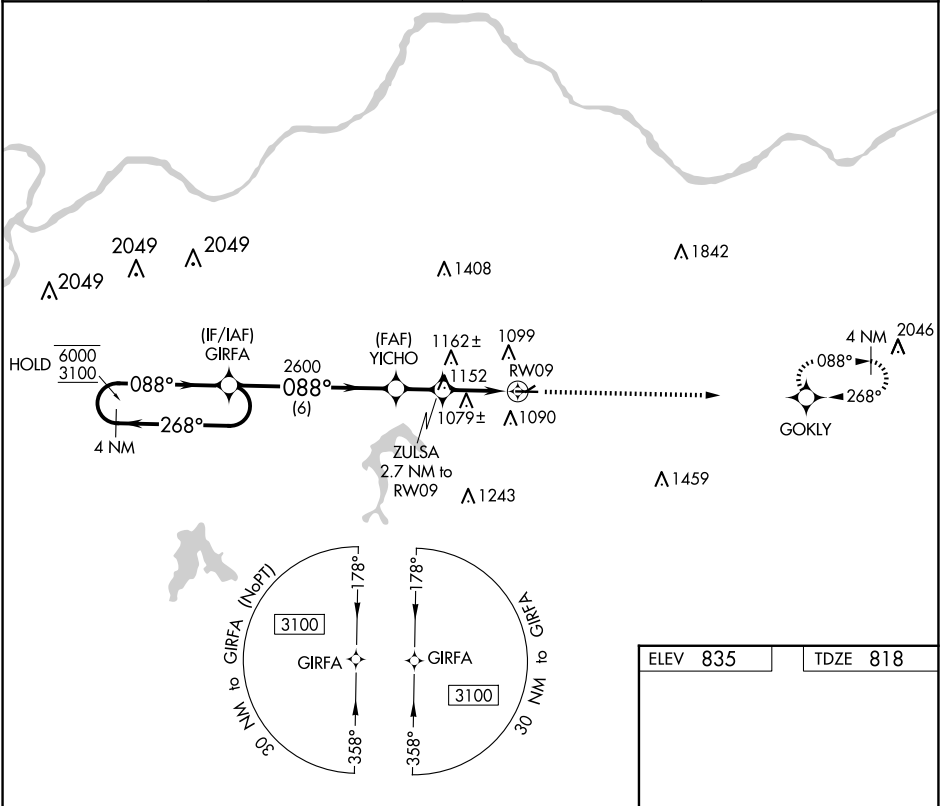 2049
2049
2049
1408
1842
HOLD 6000
3100
088°
268°
4 NM
(IF/IAF)
GIRFA
2600
088°
(6)
(FAF)
YICHO
1162±
1152
1079±
1099
RW09
1090
ZULSA
2.7 NM to
RW09
1243
1459
4 NM
2046
088°
268°
GOKLY
30 NM to GIRFA (NoPT)
178°
3100
GIRFA
358°
178°
GIRFA
3100
358°
30 NM to GIRFA
ELEV 835
TDZE 818